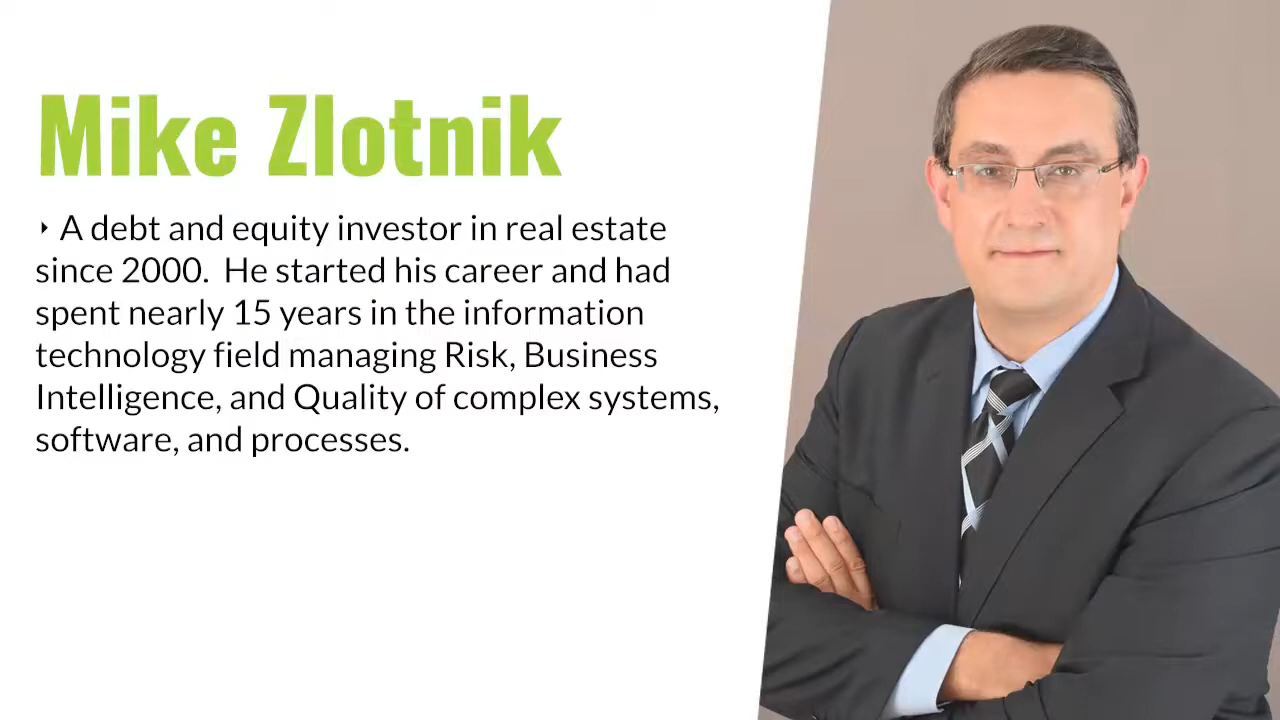 Mike Zlotnik
‣ A debt and equity investor in real estate
since 2000.  He started his career and had
spent nearly 15 years in the information
technology field managing Risk, Business
Intelligence, and Quality of complex systems,
software, and processes.